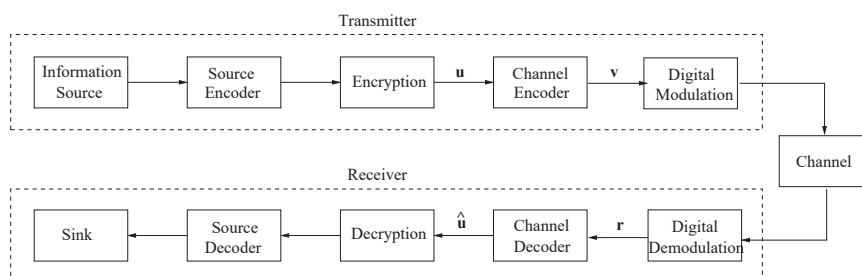 Transmitter
Information
Source
Source
Encoder
Encryption
u
Channel
Encoder
v
Digital
Modulation
Channel
Receiver
Sink
Source
Decoder
Decryption
û
Channel
Decoder
r
Digital
Demodulation